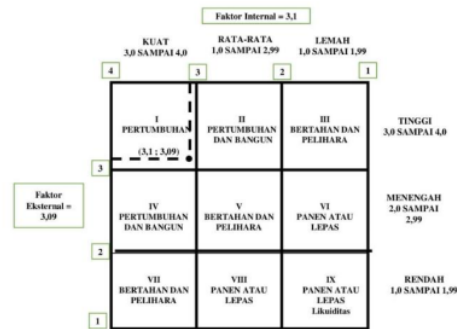 Faktor Internal = 3,1
KUAT
3,0 SAMPAI 4,0
RATA-RATA
1,0 SAMPAI 2,99
LEMAH
1,0 SAMPAI 1,99
4
3
2
1
I
PERTUMBUHAN
(3,1 ; 3,09)
II
PERTUMBUHAN
DAN BANGUN
III
BERTAHAN DAN
PELIHARA
TINGGI
3,0 SAMPAI 4,0
3
Faktor
Eksternal =
3,09
IV
PERTUMBUHAN
DAN BANGUN
V
BERTAHAN DAN
PELIHARA
VI
PANEN ATAU
LEPAS
MENENGAH
2,0 SAMPAI
2,99
2
VII
BERTAHAN DAN
PELIHARA
VIII
PANEN ATAU
LEPAS
IX
PANEN ATAU
LEPAS
Likuiditas
RENDAH
1,0 SAMPAI 1,99
1